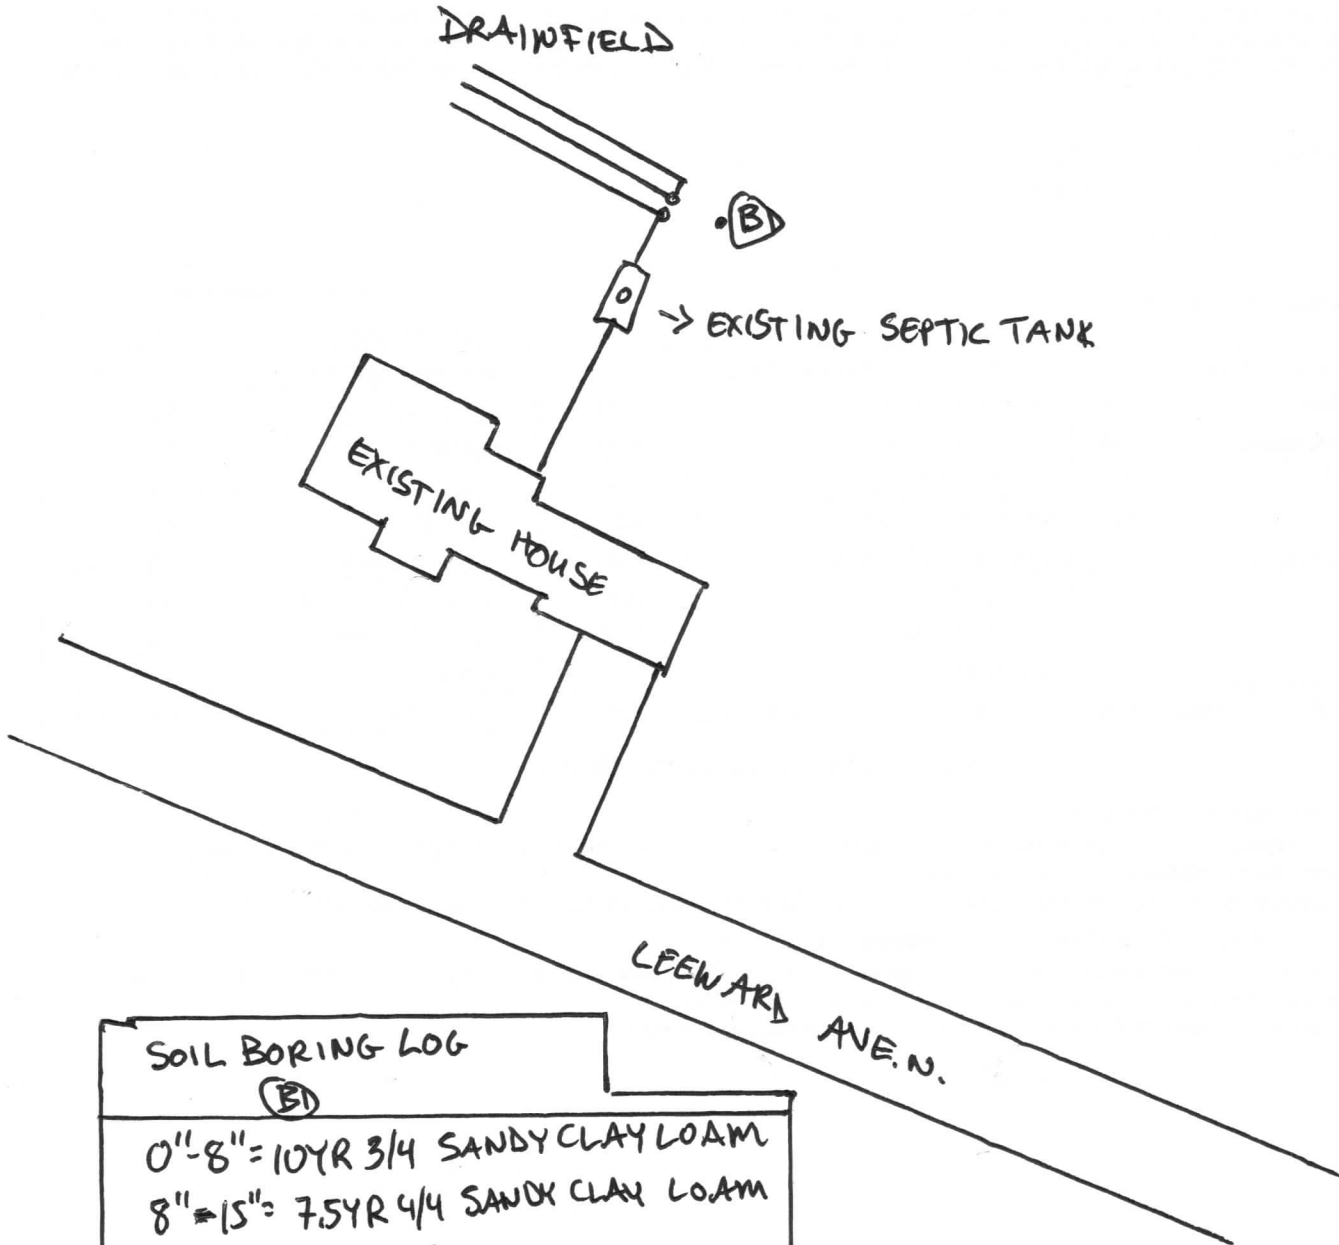 DRAINFIELD
B1
→ EXISTING SEPTIC TANK
EXISTING HOUSE
LEEWARD AVE. N.
SOIL BORING LOG
B1
0"-8"= 10YR 3/4 SANDY CLAY LOAM
8"-15"= 7.5YR 4/4 SANDY CLAY LOAM